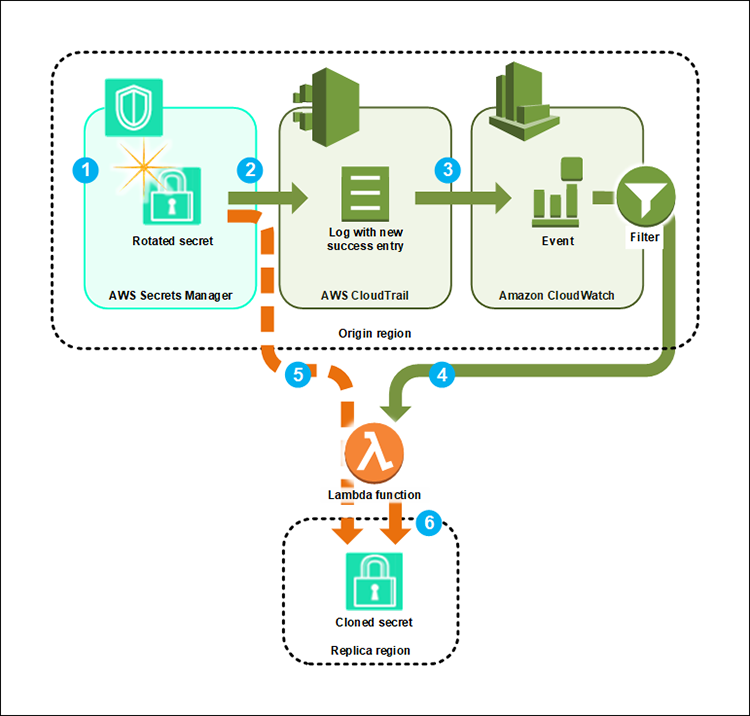 1
2
3
Rotated secret
Log with new
success entry
Event
Filter
AWS Secrets Manager
AWS CloudTrail
Amazon CloudWatch
Origin region
5
4
λ
Lambda function
6
Cloned secret
Replica region